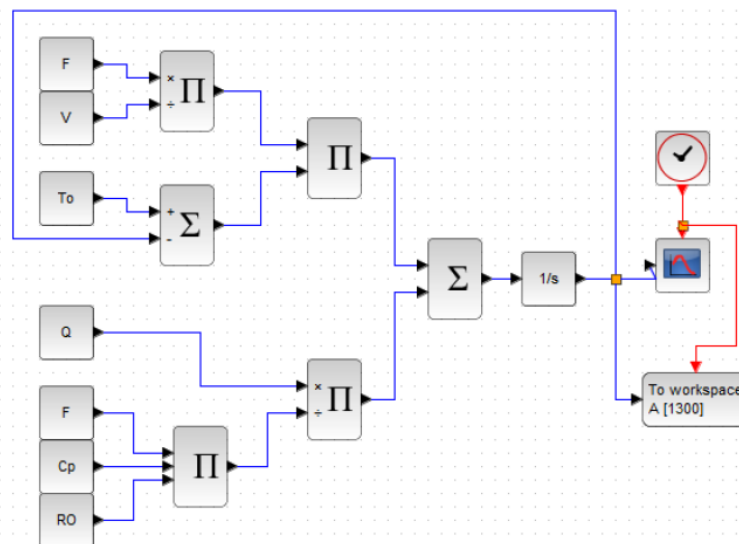 F
×
÷
Π
V
Π
To
+
-
Σ
Σ
1/s
Q
×
÷
Π
F
Cp
Π
RO
To workspace
A [1300]